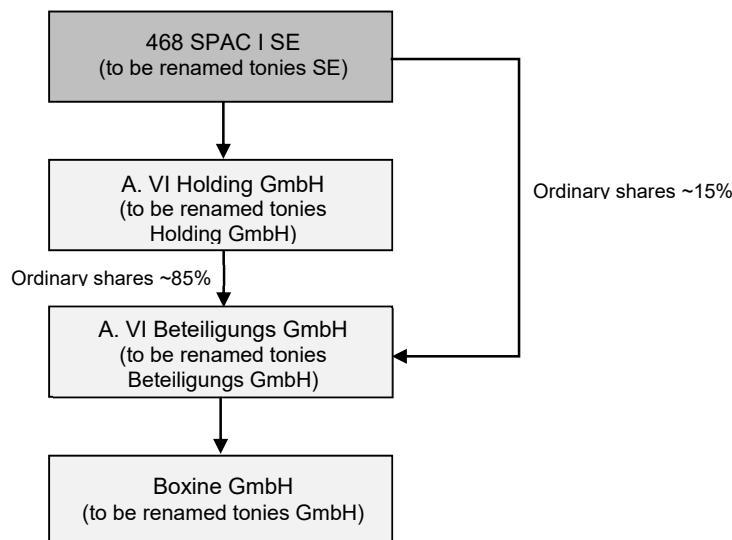 468 SPAC I SE
(to be renamed tonies SE)
A. VI Holding GmbH
(to be renamed tonies
Holding GmbH)
Ordinary shares ~15%
Ordinary shares ~85%
A. VI Beteiligungs GmbH
(to be renamed tonies
Beteiligungs GmbH)
Boxine GmbH
(to be renamed tonies GmbH)